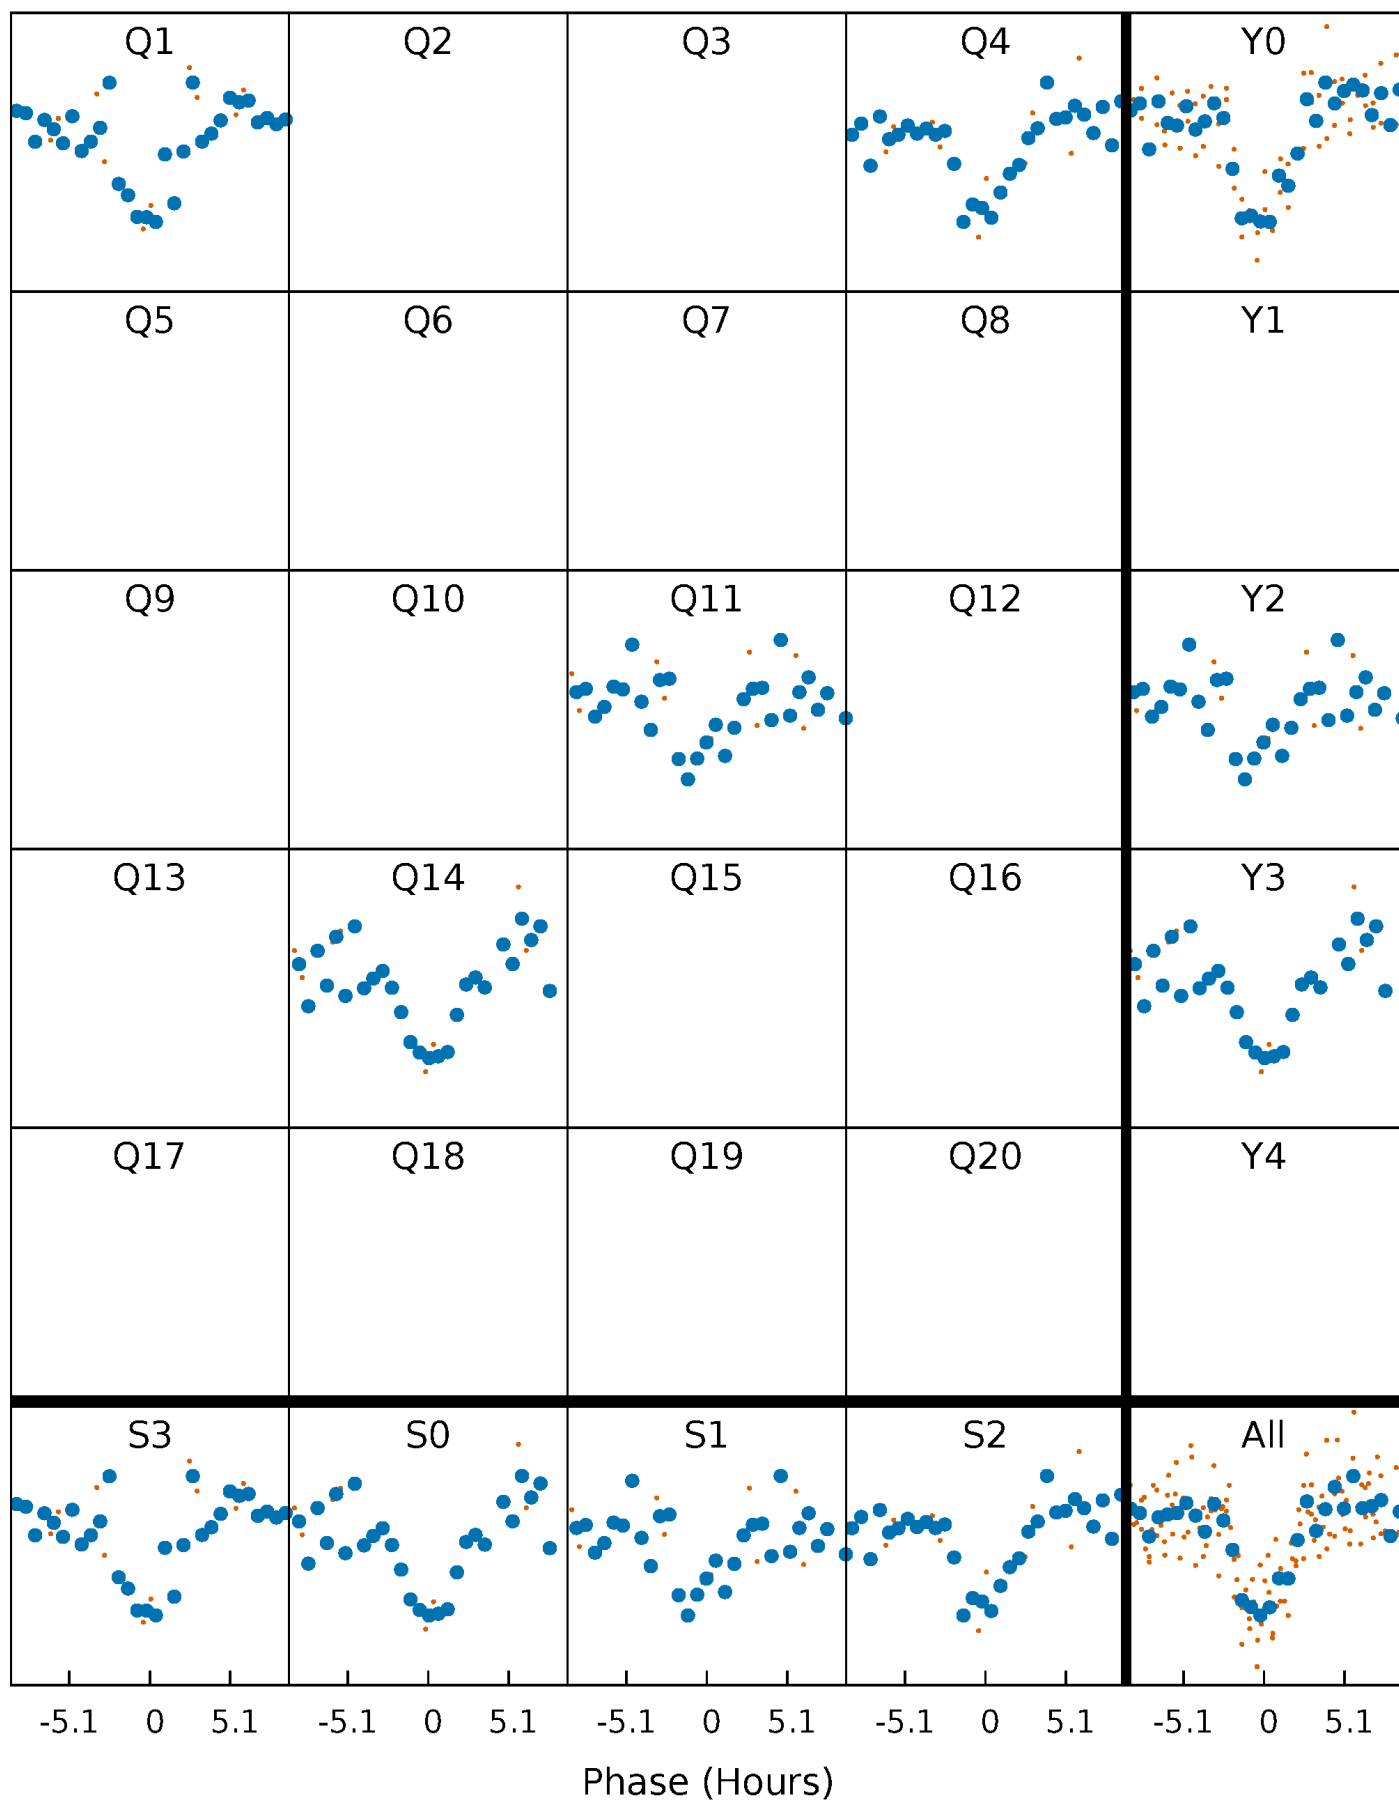 Q1 Q2 Q3 Q4 Y0
Q5 Q6 Q7 Q8 Y1
Q9 Q10 Q11 Q12 Y2
Q13 Q14 Q15 Q16 Y3
Q17 Q18 Q19 Q20 Y4
S3 S0 S1 S2 All
-5.1 0 5.1 -5.1 0 5.1 -5.1 0 5.1 -5.1 0 5.1 -5.1 0 5.1
Phase (Hours)